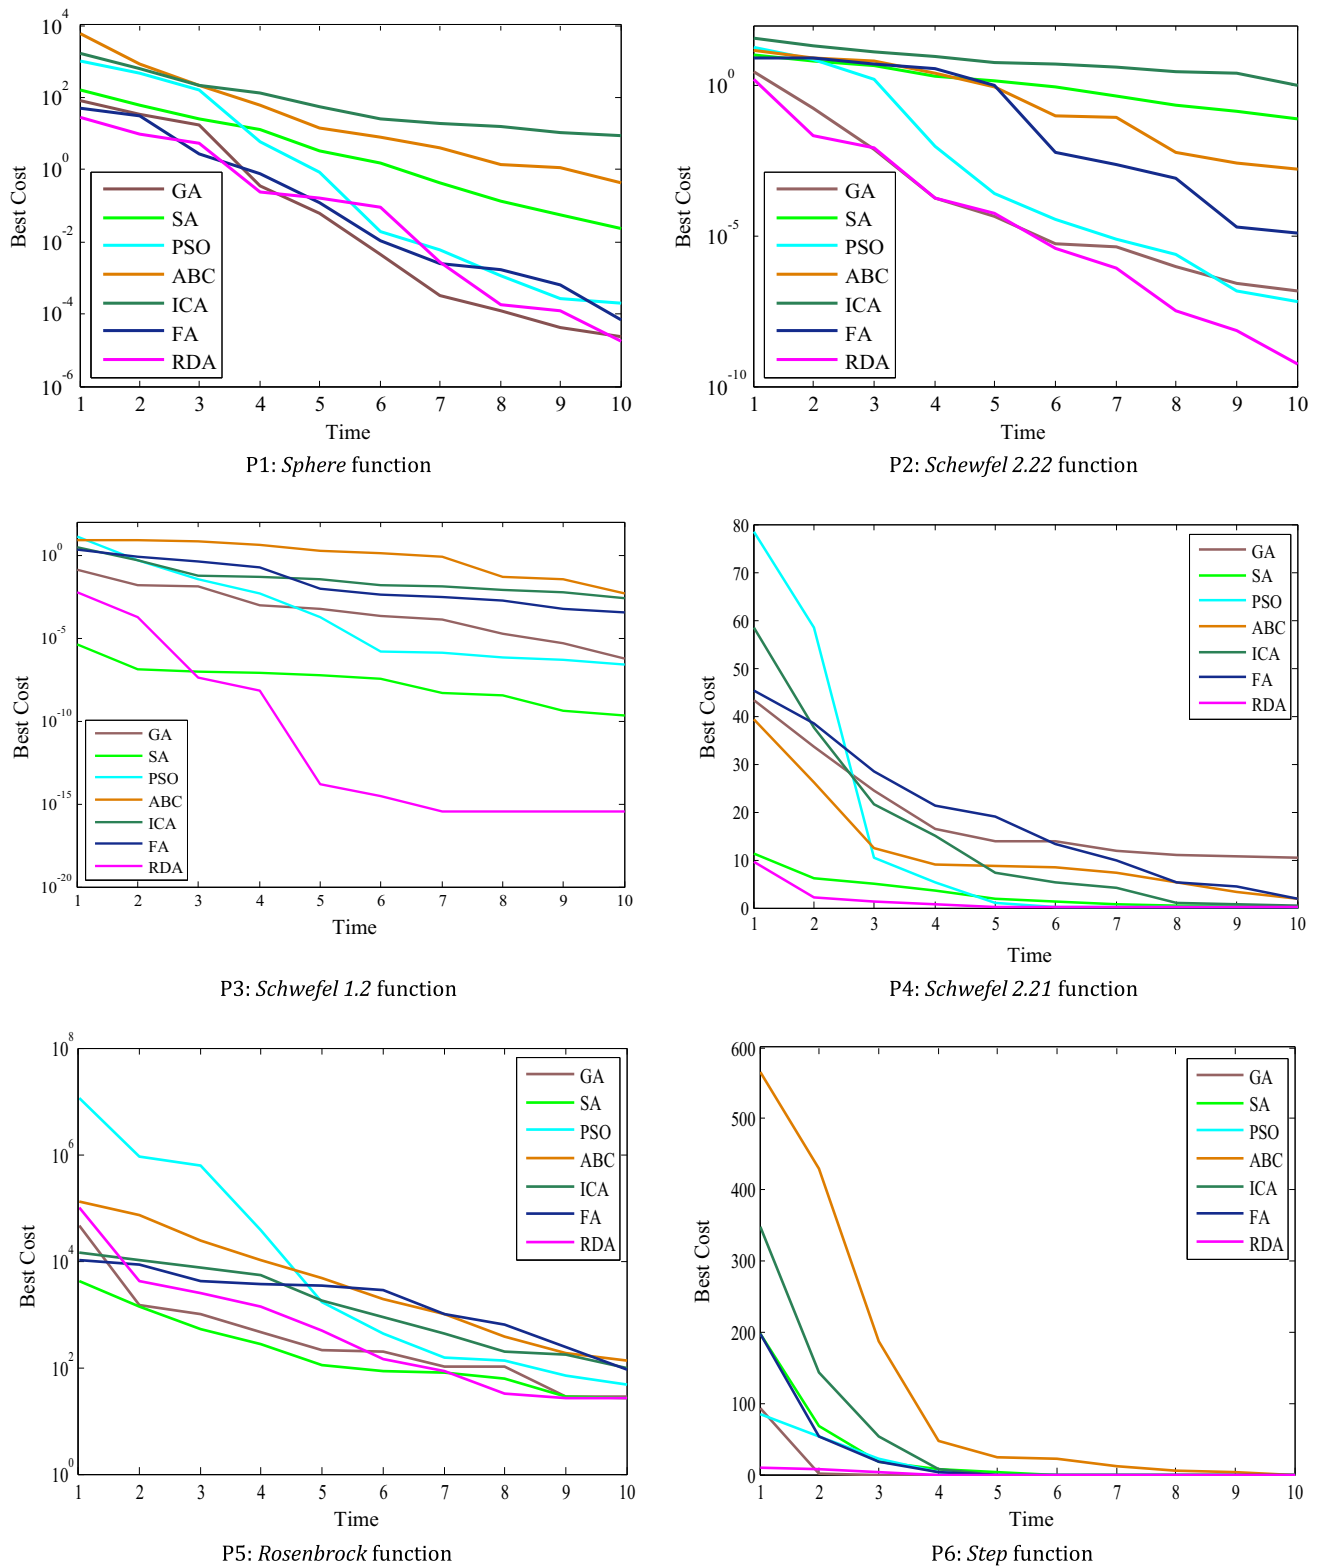 10^4
10^2
10^0
10^-2
10^-4
10^-6
Best Cost
GA
SA
PSO
ABC
ICA
FA
RDA
1 2 3 4 5 6 7 8 9 10
Time
P1: Sphere function
10^0
10^-5
10^-10
Best Cost
GA
SA
PSO
ABC
ICA
FA
RDA
1 2 3 4 5 6 7 8 9 10
Time
P2: Schewfel 2.22 function
10^0
10^-5
10^-10
10^-15
10^-20
Best Cost
GA
SA
PSO
ABC
ICA
FA
RDA
1 2 3 4 5 6 7 8 9 10
Time
P3: Schwefel 1.2 function
80
70
60
50
40
30
20
10
0
Best Cost
GA
SA
PSO
ABC
ICA
FA
RDA
1 2 3 4 5 6 7 8 9 10
Time
P4: Schwefel 2.21 function
10^8
10^6
10^4
10^2
10^0
Best Cost
GA
SA
PSO
ABC
ICA
FA
RDA
1 2 3 4 5 6 7 8 9 10
Time
P5: Rosenbrock function
600
500
400
300
200
100
0
Best Cost
GA
SA
PSO
ABC
ICA
FA
RDA
1 2 3 4 5 6 7 8 9 10
Time
P6: Step function